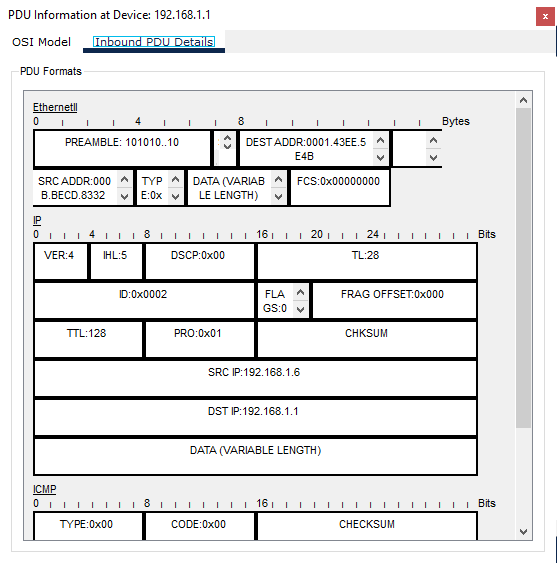 PDU Information at Device: 192.168.1.1
OSI Model Inbound PDU Details
PDU Formats
EthernetII
0 4 8 Bytes
PREAMBLE: 101010..10 DEST ADDR:0001.43EE.5
E4B
SRC ADDR:000 TYP DATA (VARIAB FCS:0x00000000
B.BECD.8332 E:0x LE LENGTH)
IP
0 4 8 16 20 24 Bits
VER:4 IHL:5 DSCP:0x00 TL:28
ID:0x0002 FLA FRAG OFFSET:0x000
GS:0
TTL:128 PRO:0x01 CHKSUM
SRC IP:192.168.1.6
DST IP:192.168.1.1
DATA (VARIABLE LENGTH)
ICMP
0 8 16 Bits
TYPE:0x00 CODE:0x00 CHECKSUM